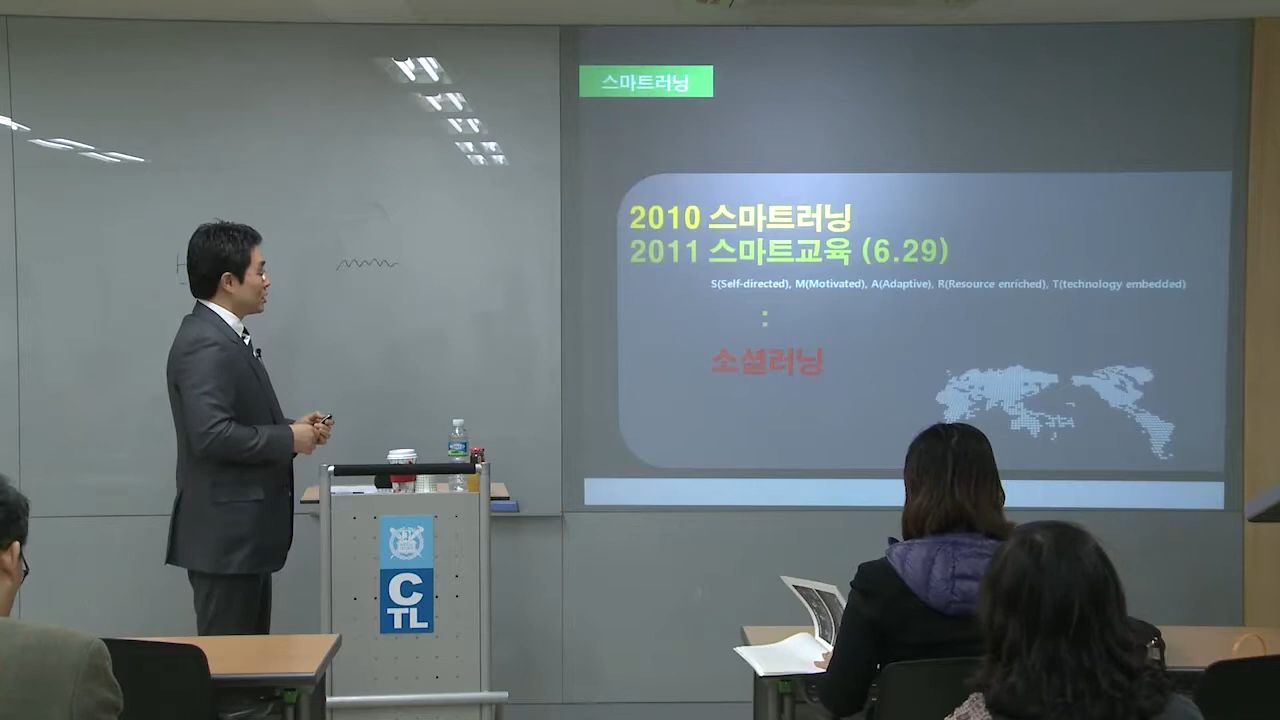 스마트러닝
2010 스마트러닝
2011 스마트교육 (6.29)
S(Self-directed), M(Motivated), A(Adaptive), R(Resource enriched), T(technology embedded)
:
소셜러닝
C
TL